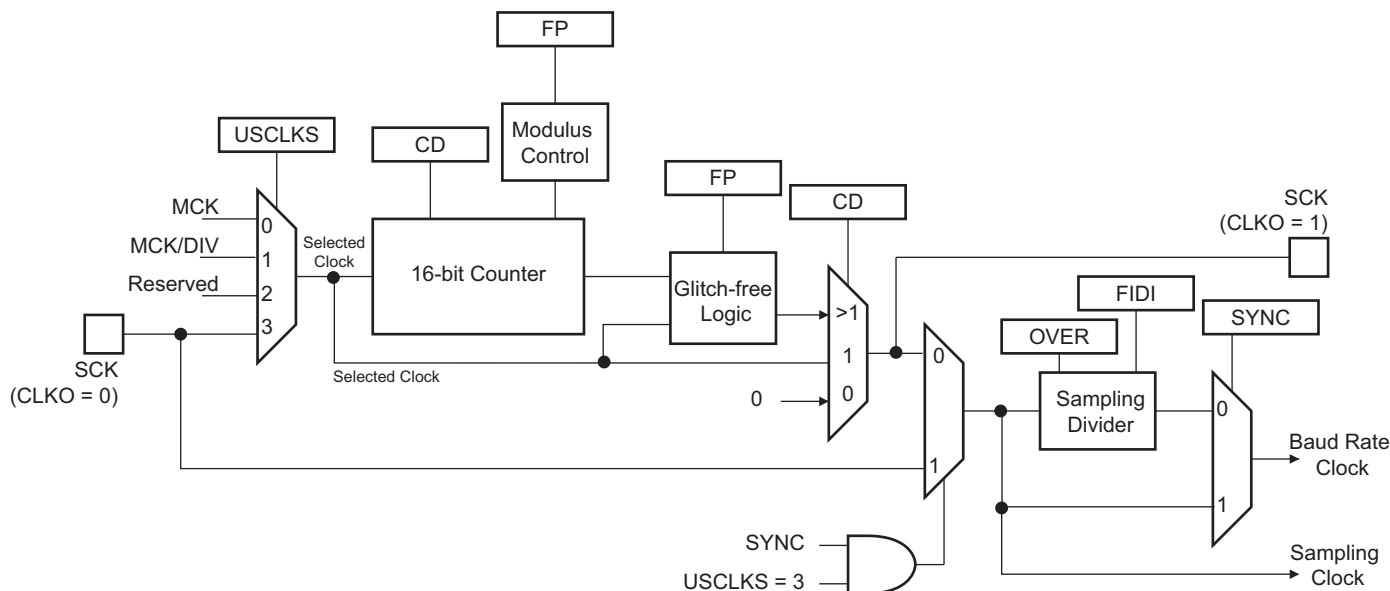 FP
USCLKS
CD
Modulus
Control
FP
CD
SCK
(CLKO = 1)
MCK
0
MCK/DIV
1
Reserved
2
3
Selected
Clock
16-bit Counter
Glitch-free
Logic
>1
1
0
0
SCK
(CLKO = 0)
Selected Clock
0
1
FIDI
OVER
SYNC
Sampling
Divider
0
1
Baud Rate
Clock
SYNC
USCLKS = 3
Sampling
Clock